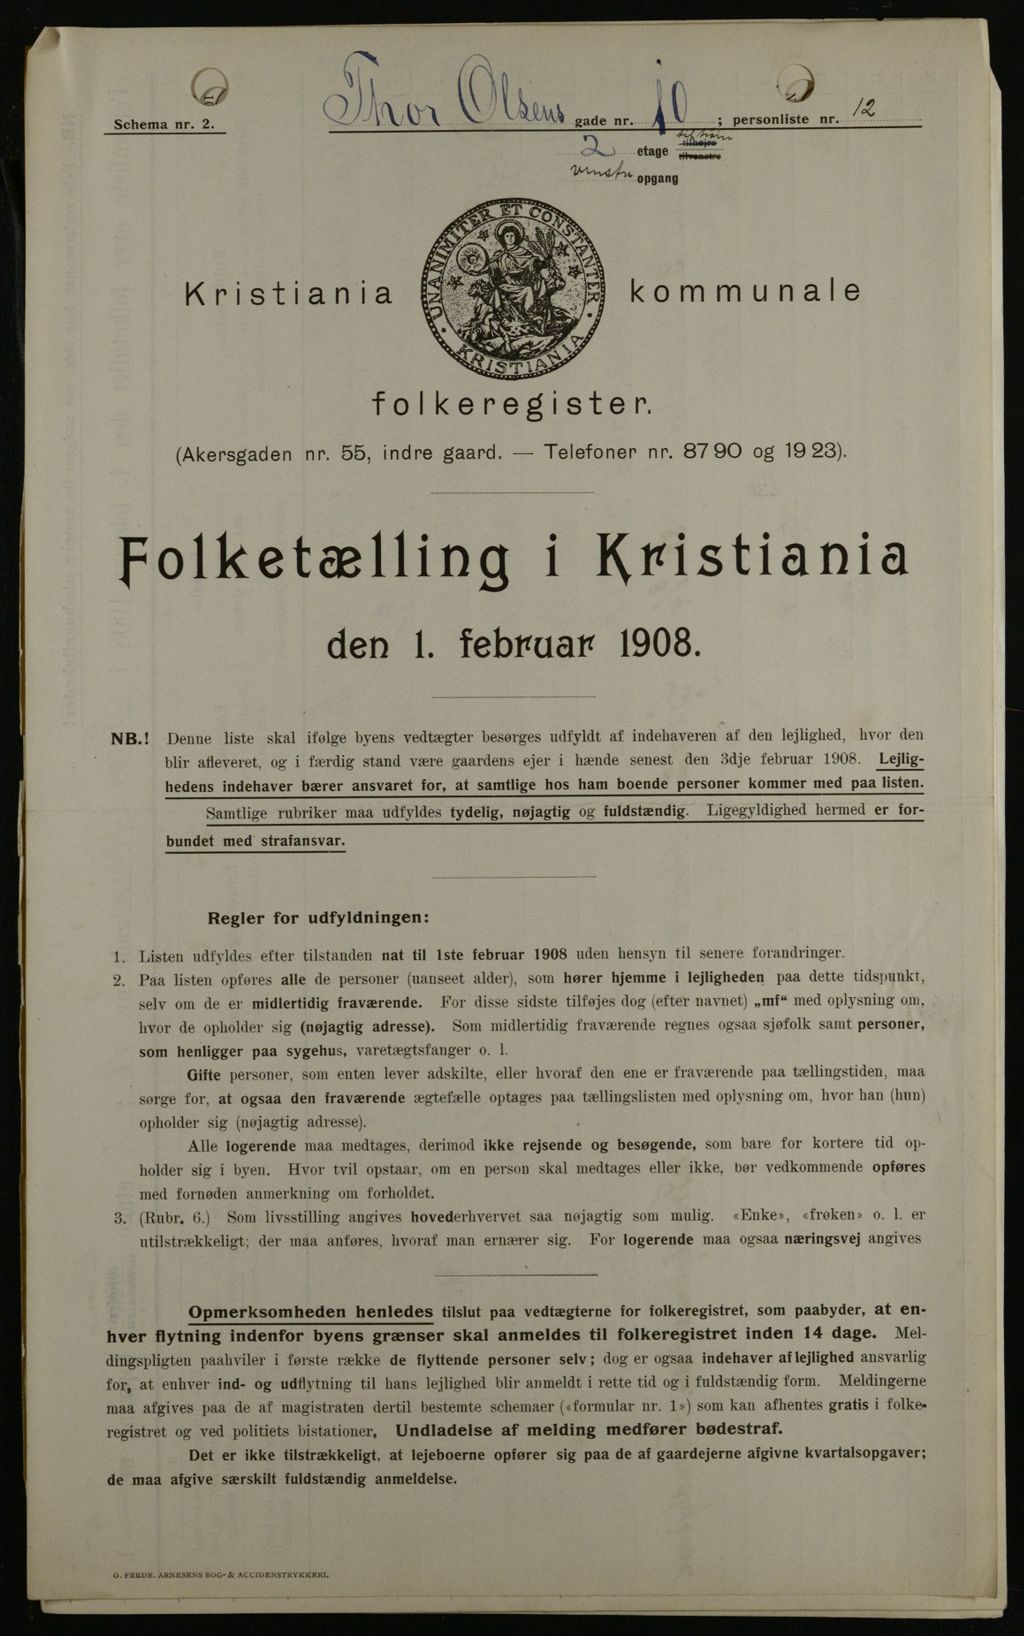 Schema nr. 2.
Thor Olsens gade nr. 10 ; personliste nr. 12
2 etage tilhøire
tilvenstre
venstre opgang
UNANIMITER ET CONSTANTER
KRISTIANIA
Kristiania kommunale
folkeregister.
(Akersgaden nr. 55, indre gaard. — Telefoner nr. 87 90 og 19 23).
Folketælling i Kristiania
den 1. februar 1908.
NB.! Denne liste skal ifølge byens vedtægter besørges udfyldt af indehaveren af den lejlighed, hvor den
blir afleveret, og i færdig stand være gaardens ejer i hænde senest den 3dje februar 1908. Lejlig-
hedens indehaver bærer ansvaret for, at samtlige hos ham boende personer kommer med paa listen.
Samtlige rubriker maa udfyldes tydelig, nøjagtig og fuldstændig. Ligegyldighed hermed er for-
bundet med strafansvar.
Regler for udfyldningen:
1. Listen udfyldes efter tilstanden nat til 1ste februar 1908 uden hensyn til senere forandringer.
2. Paa listen opføres alle de personer (uanseet alder), som hører hjemme i lejligheden paa dette tidspunkt,
selv om de er midlertidig fraværende. For disse sidste tilføjes dog (efter navnet) „mf“ med oplysning om,
hvor de opholder sig (nøjagtig adresse). Som midlertidig fraværende regnes ogsaa sjøfolk samt personer,
som henligger paa sygehus, varetægtsfanger o. l.
Gifte personer, som enten lever adskilte, eller hvoraf den ene er fraværende paa tællingstiden, maa
sørge for, at ogsaa den fraværende ægtefælle optages paa tællingslisten med oplysning om, hvor han (hun)
opholder sig (nøjagtig adresse).
Alle logerende maa medtages, derimod ikke rejsende og besøgende, som bare for kortere tid op-
holder sig i byen. Hvor tvil opstaar, om en person skal medtages eller ikke, bør vedkommende opføres
med fornøden anmerkning om forholdet.
3. (Rubr. 6.) Som livsstilling angives hovederhvervet saa nøjagtig som mulig. «Enke», «frøken» o. l. er
utilstrækkeligt; der maa anføres, hvoraf man ernærer sig. For logerende maa ogsaa næringsvej angives
Opmerksomheden henledes tilslut paa vedtægterne for folkeregistret, som paabyder, at en-
hver flytning indenfor byens grænser skal anmeldes til folkeregistret inden 14 dage. Mel-
dingspligten paahviler i første række de flyttende personer selv; dog er ogsaa indehaver af lejlighed ansvarlig
for, at enhver ind- og udflytning til hans lejlighed blir anmeldt i rette tid og i fuldstændig form. Meldingerne
maa afgives paa de af magistraten dertil bestemte schemaer («formular nr. 1») som kan afhentes gratis i folke-
registret og ved politiets bistationer. Undladelse af melding medfører bødestraf.
Det er ikke tilstrækkeligt, at lejeboerne opfører sig paa de af gaardejerne afgivne kvartalsopgaver;
de maa afgive særskilt fuldstændig anmeldelse.
O. FREDR. ARNESENS BOG- & ACCIDENSTRYKKERI.